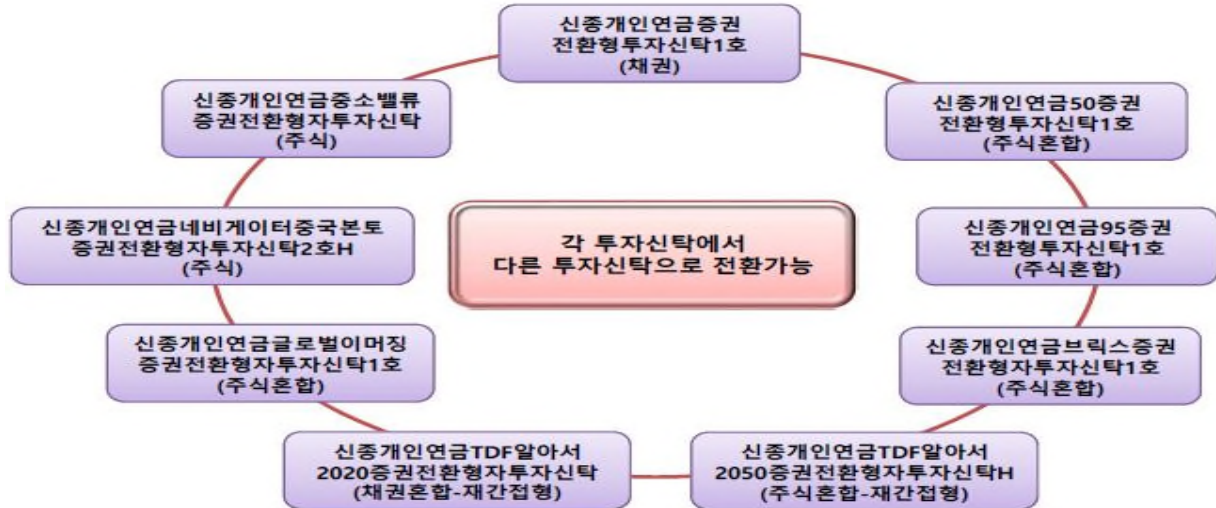 신종개인연금증권
전환형투자신탁1호
(채권)
신종개인연금50증권
전환형투자신탁1호
(주식혼합)
신종개인연금95증권
전환형투자신탁1호
(주식혼합)
신종개인연금브릭스증권
전환형자투자신탁1호
(주식혼합)
신종개인연금TDF알아서
2050증권전환형자투자신탁H
(주식혼합-재간접형)
신종개인연금TDF알아서
2020증권전환형자투자신탁
(채권혼합-재간접형)
신종개인연금글로벌이머징
증권전환형자투자신탁1호
(주식혼합)
신종개인연금네비게이터중국본토
증권전환형자투자신탁2호H
(주식)
신종개인연금중소밸류
증권전환형자투자신탁
(주식)
각 투자신탁에서
다른 투자신탁으로 전환가능